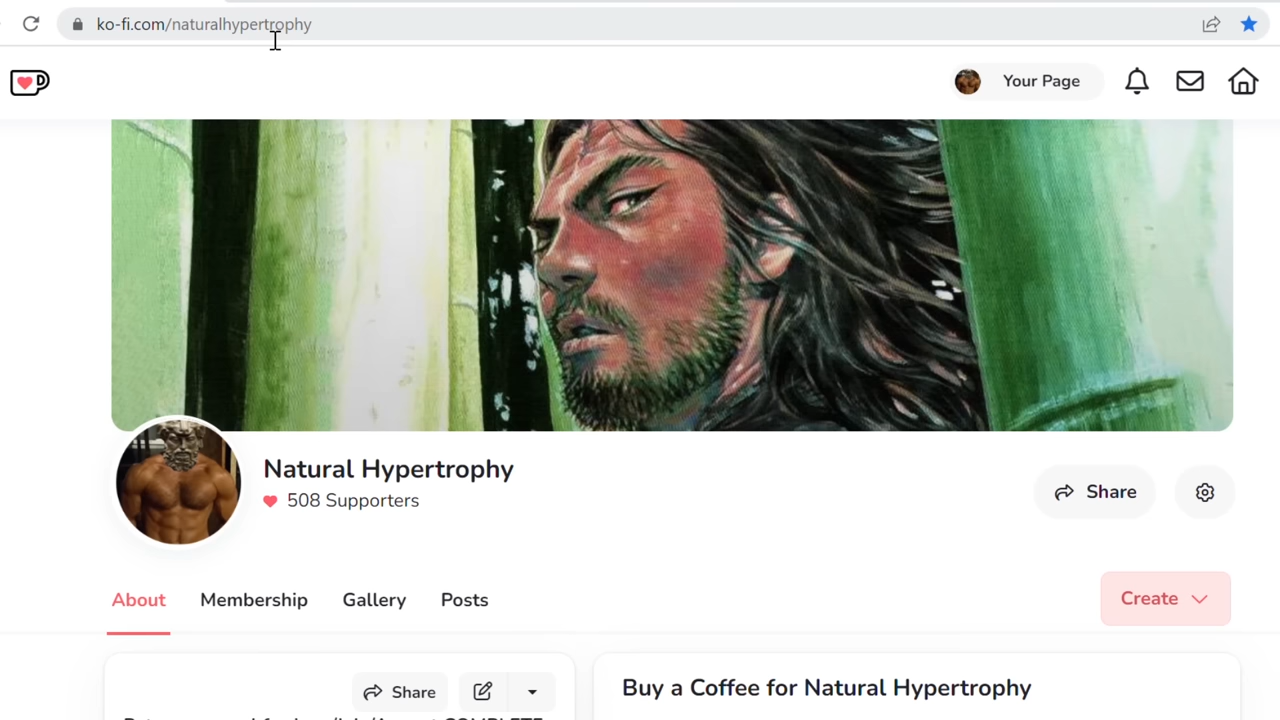 ko-fi.com/naturalhypertrophy
Your Page
Natural Hypertrophy
508 Supporters
Share
About Membership Gallery Posts
Create
Share
Buy a Coffee for Natural Hypertrophy